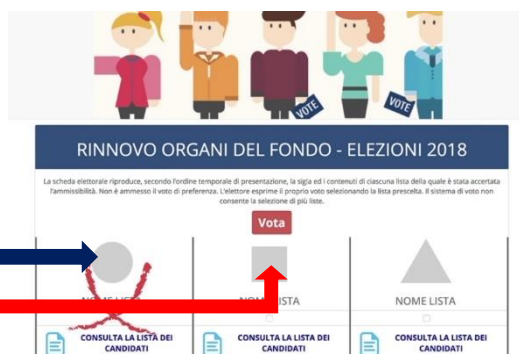 VOTE
VOTE
RINNOVO ORGANI DEL FONDO - ELEZIONI 2018
La scheda elettorale riproduce, secondo l'ordine temporale di presentazione, la sigla ed i contenuti di ciascuna lista della quale è stata accertata
l'ammissibilità. Non è ammesso il voto di preferenza. L'elettore esprime il proprio voto selezionando la lista prescelta. Il sistema di voto non
consente la selezione di più liste.
Vota
NOME LISTA NOME LISTA NOME LISTA
CONSULTA LA LISTA DEI CONSULTA LA LISTA DEI CONSULTA LA LISTA DEI
CANDIDATI CANDIDATI CANDIDATI